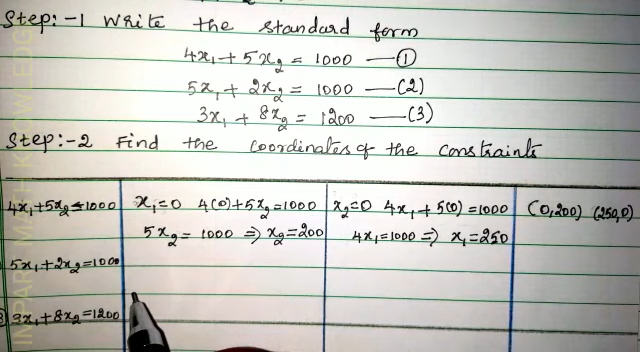 Step:-1 Write the standard form
4x₁ + 5x₂ = 1000 —(1)
5x₁ + 2x₂ = 1000 —(2)
3x₁ + 8x₂ = 1200 —(3)
Step:-2 Find the coordinates of the constraints
4x₁+5x₂=1000 x₁=0 4(0)+5x₂=1000 x₂=0 4x₁+5(0)=1000 (0,200) (250,0)
5x₂ = 1000 ⇒ x₂=200 4x₁=1000 ⇒ x₁=250
5x₁+2x₂=1000
3x₁+8x₂=1200